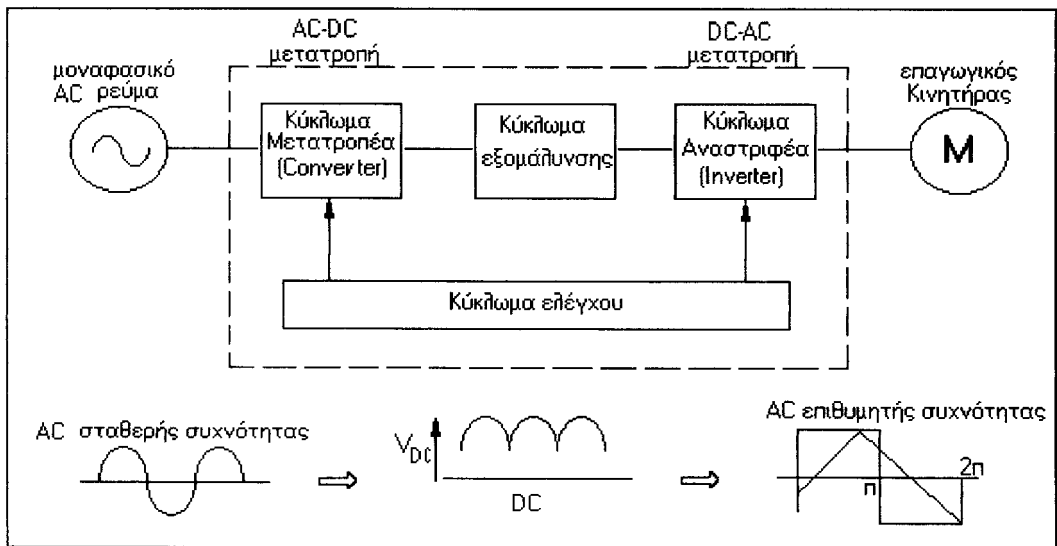 AC-DC
μετατροπή
DC-AC
μετατροπή
μοναφασικό
AC ρεύμα
επαγωγικός
Κινητήρας
Κύκλωμα
Μετατροπέα
(Converter)
Κύκλωμα
εξομάλυνσης
Κύκλωμα
Αναστριφέα
(Inverter)
M
Κύκλωμα ελέγχου
AC σταθερής συχνότητας
V_DC
DC
AC επιθυμητής συχνότητας
π
2π